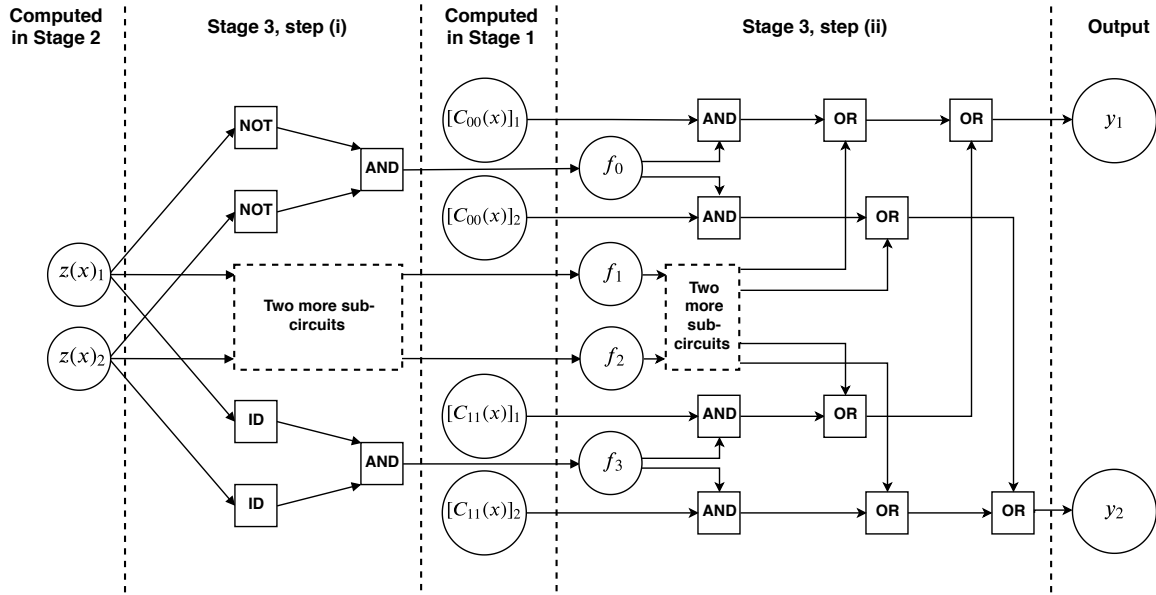 Computed
in Stage 2
Stage 3, step (i)
Computed
in Stage 1
Stage 3, step (ii)
Output
[C₀₀(x)]₁
AND
OR
OR
y₁
NOT
AND
f₀
NOT
[C₀₀(x)]₂
AND
OR
z(x)₁
f₁
Two more sub-
circuits
Two
more
sub-
circuits
z(x)₂
f₂
ID
[C₁₁(x)]₁
AND
OR
AND
f₃
ID
[C₁₁(x)]₂
AND
OR
OR
y₂